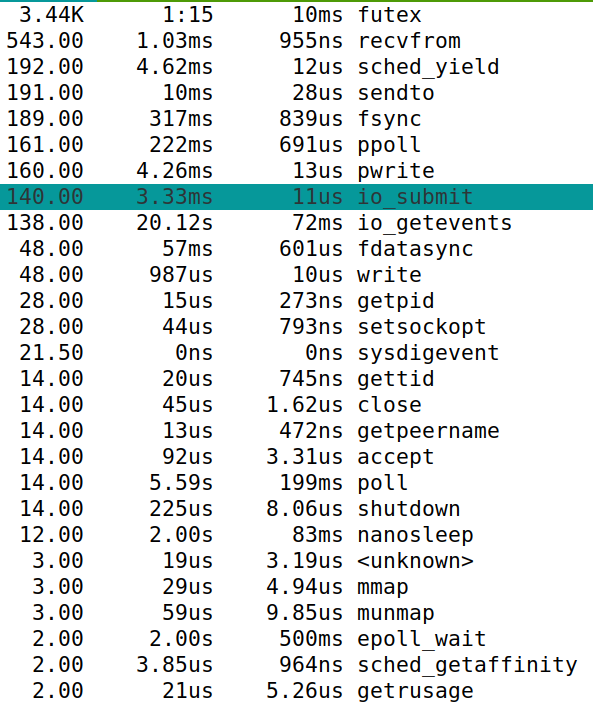 3.44K 1:15 10ms futex
543.00 1.03ms 955ns recvfrom
192.00 4.62ms 12us sched_yield
191.00 10ms 28us sendto
189.00 317ms 839us fsync
161.00 222ms 691us ppoll
160.00 4.26ms 13us pwrite
140.00 3.33ms 11us io_submit
138.00 20.12s 72ms io_getevents
48.00 57ms 601us fdatasync
48.00 987us 10us write
28.00 15us 273ns getpid
28.00 44us 793ns setsockopt
21.50 0ns 0ns sysdigevent
14.00 20us 745ns gettid
14.00 45us 1.62us close
14.00 13us 472ns getpeername
14.00 92us 3.31us accept
14.00 5.59s 199ms poll
14.00 225us 8.06us shutdown
12.00 2.00s 83ms nanosleep
3.00 19us 3.19us <unknown>
3.00 29us 4.94us mmap
3.00 59us 9.85us munmap
2.00 2.00s 500ms epoll_wait
2.00 3.85us 964ns sched_getaffinity
2.00 21us 5.26us getrusage